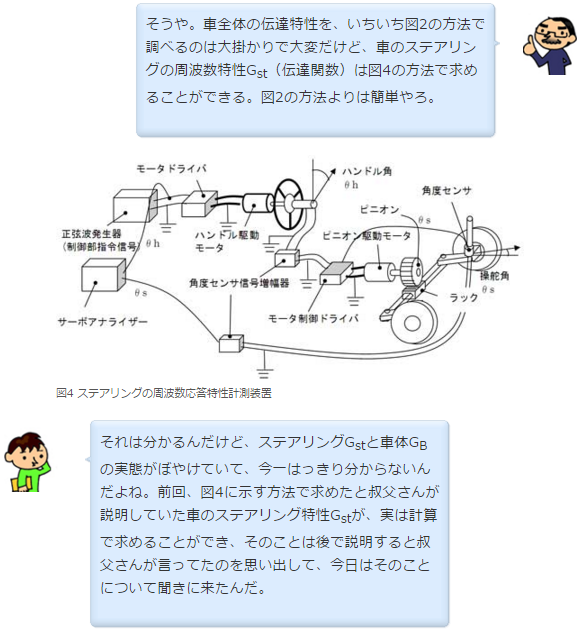 そうや。車全体の伝達特性を、いちいち図2の方法で
調べるのは大掛かりで大変だけど、車のステアリン
グの周波数特性Gst（伝達関数）は図4の方法で求め
ることができる。図2の方法よりは簡単やろ。
モータドライバ
ハンドル角
θh
角度センサ
ピニオン
θs
正弦波発生器
(制御部指令信号)
θh
ハンドル駆動
モータ
ピニオン駆動モータ
操舵角
θs
θs
角度センサ信号増幅器
ラック
サーボアナライザー
モータ制御ドライバ
図4 ステアリングの周波数応答特性計測装置
それは分かるんだけど、ステアリングGstと車体GB
の実態がぼやけていて、今一はっきり分からないん
だよね。前回、図4に示す方法で求めたと叔父さんが
説明していた車のステアリング特性Gstが、実は計算
で求めることができ、そのことは後で説明すると叔
父さんが言ってたのを思い出して、今日はそのこと
について聞きに来たんだ。